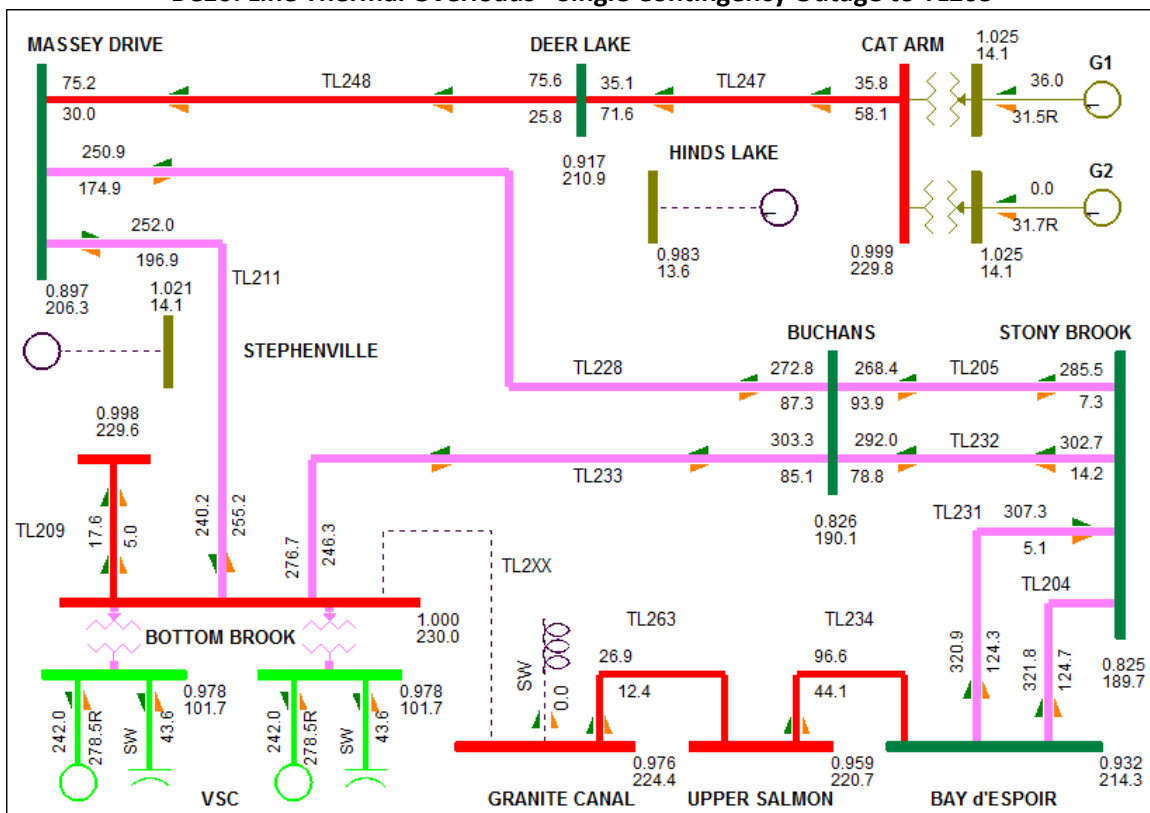 Line Thermal Overloads - Single Contingency Outage to
MASSEY DRIVE
DEER LAKE
CAT ARM
1.025
14.1
G1
75.2
TL248
75.6
35.1
TL247
35.8
36.0
30.0
25.8
71.6
58.1
31.5R
HINDS LAKE
250.9
174.9
0.917
210.9
G2
0.0
31.7R
252.0
196.9
TL211
0.983
13.6
0.999
229.8
1.025
14.1
0.897
206.3
1.021
14.1
STEPHENVILLE
BUCHANS
STONY BROOK
TL228
272.8
268.4
TL205
285.5
87.3
93.9
7.3
0.998
229.6
303.3
292.0
TL232
302.7
TL233
85.1
78.8
14.2
TL209
17.6
5.0
240.2
255.2
276.7
246.3
0.826
190.1
TL231
307.3
5.1
TL2XX
TL204
BOTTOM BROOK
1.000
230.0
TL263
TL234
SW
0.0
26.9
12.4
96.6
44.1
320.9
124.3
321.8
124.7
0.825
189.7
0.978
101.7
0.978
101.7
242.0
278.5R
SW
43.6
242.0
278.5R
SW
43.6
0.976
224.4
0.959
220.7
0.932
214.3
VSC
GRANITE CANAL
UPPER SALMON
BAY d'ESPOIR